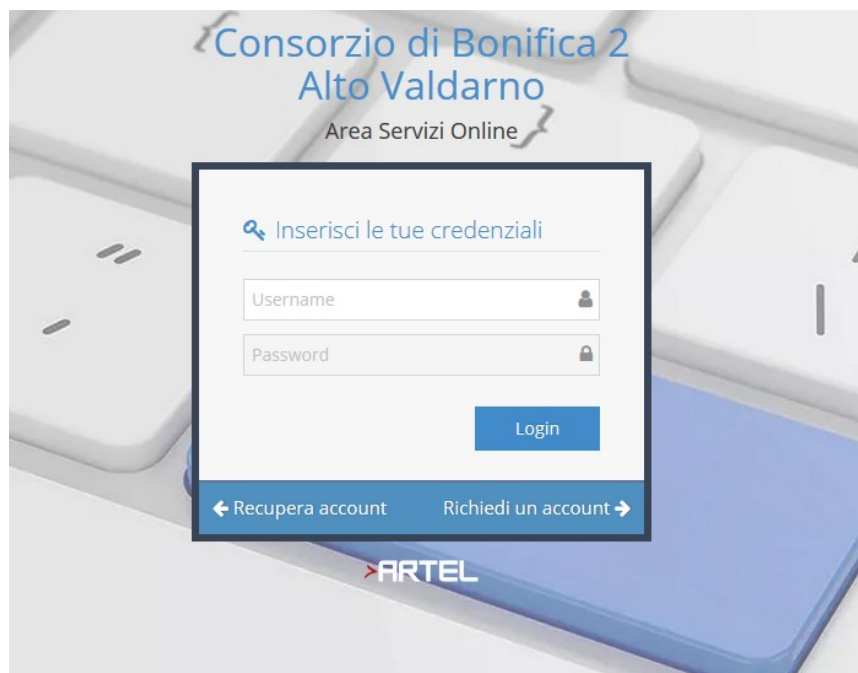 Consorzio di Bonifica 2
Alto Valdarno
Area Servizi Online
Inserisci le tue credenziali
Username
Password
Login
Recupera account
Richiedi un account
ARTEL